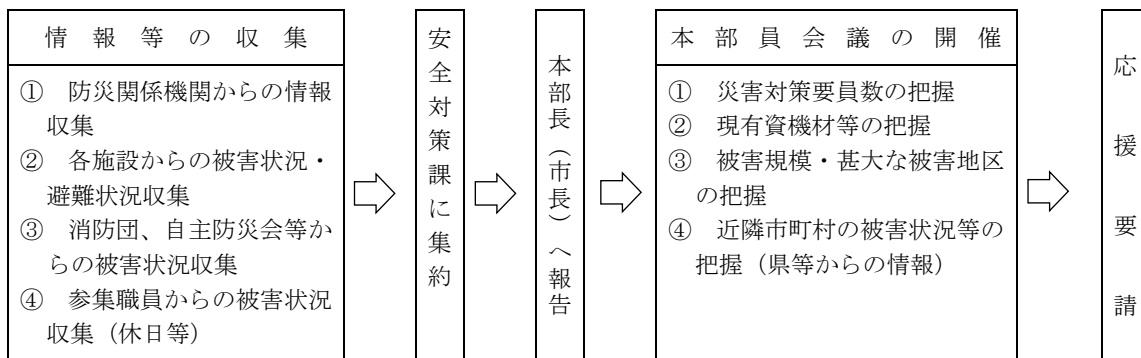 情報等の収集
① 防災関係機関からの情報
収集
② 各施設からの被害状況・
避難状況収集
③ 消防団、自主防災会等か
らの被害状況収集
④ 参集職員からの被害状況
収集（休日等）
安全対策課に集約
本部長（市長）へ報告
本部員会議の開催
① 災害対策要員数の把握
② 現有資機材等の把握
③ 被害規模・甚大な被害地区
の把握
④ 近隣市町村の被害状況等の
把握（県等からの情報）
応援要請